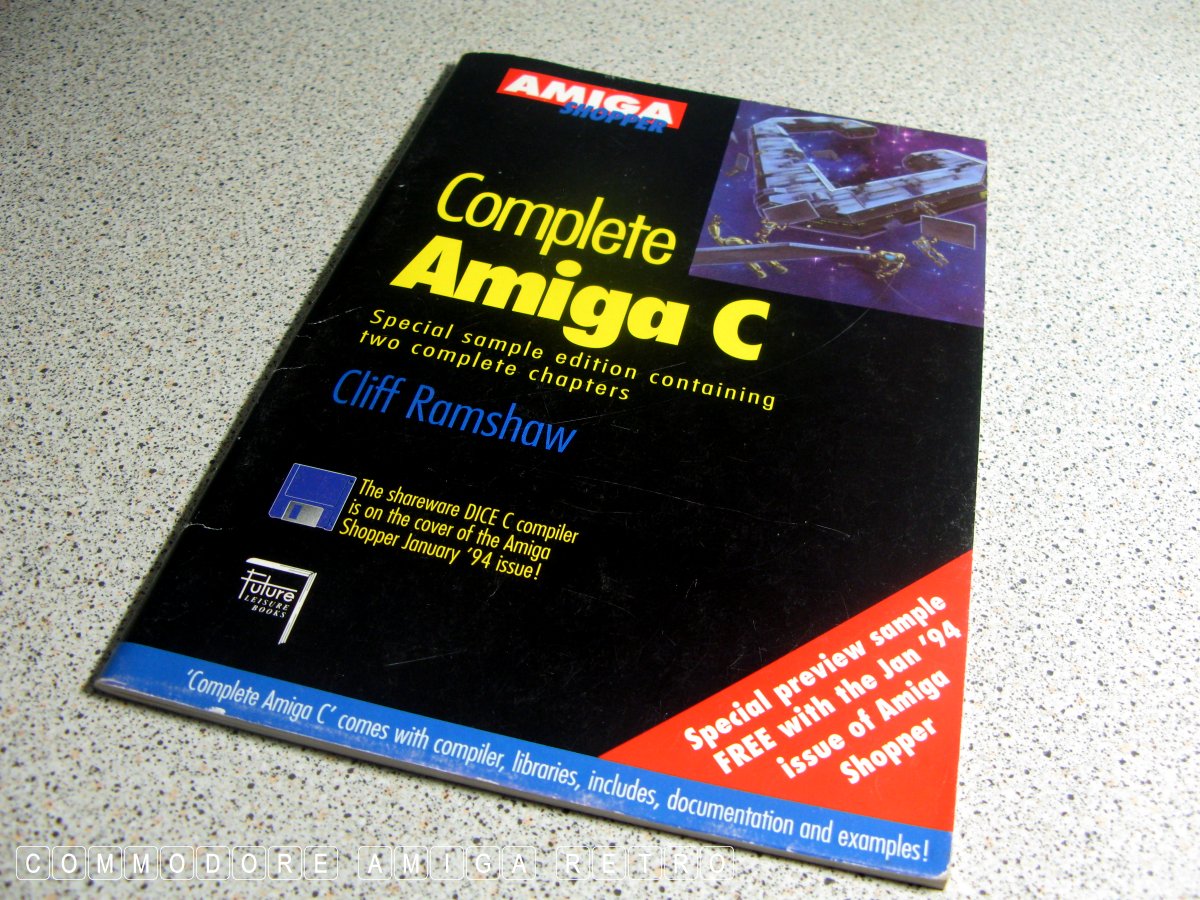 AMIGA
SHOPPER
Complete
Amiga C
Special sample edition containing
two complete chapters
Cliff Ramshaw
The shareware DICE C compiler
is on the cover of the Amiga
Shopper January '94 issue!
Future
LEISURE
BOOKS
Special preview sample
FREE with the Jan '94
issue of Amiga
Shopper
'Complete Amiga C' comes with compiler, libraries, includes, documentation and examples!
COMMODORE AMIGA RETRO